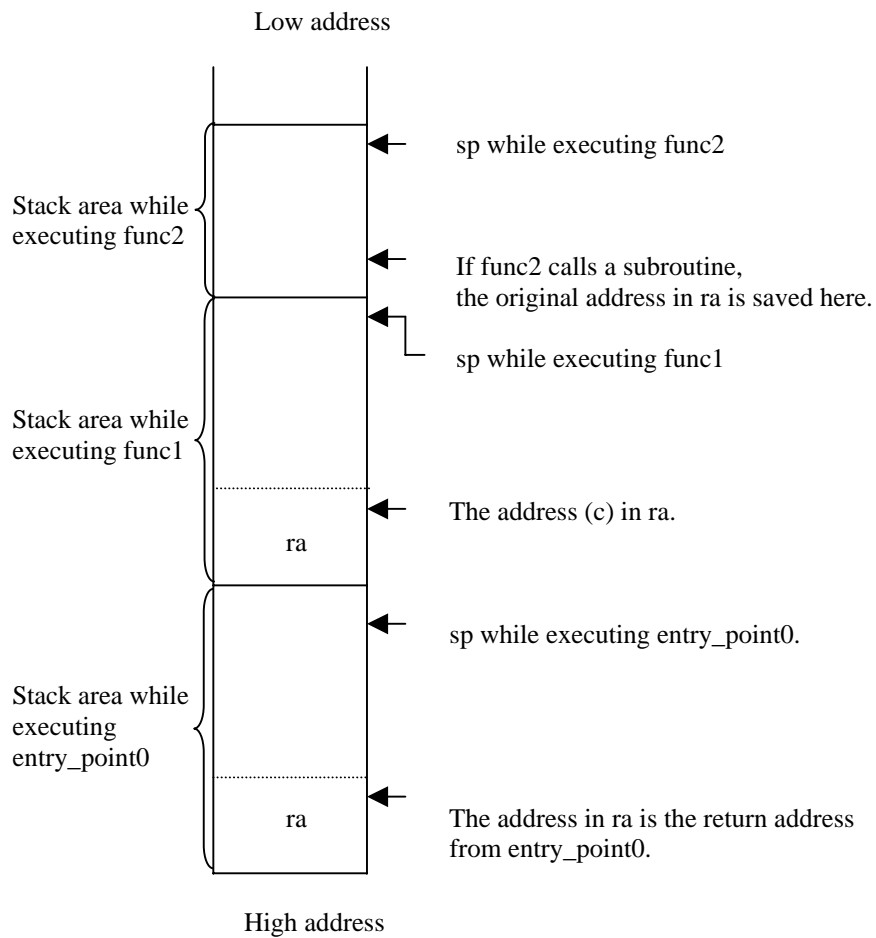 Low address
sp while executing func2
Stack area while
executing func2
If func2 calls a subroutine,
the original address in ra is saved here.
sp while executing func1
Stack area while
executing func1
The address (c) in ra.
ra
sp while executing entry_point0.
Stack area while
executing
entry_point0
ra
The address in ra is the return address
from entry_point0.
High address